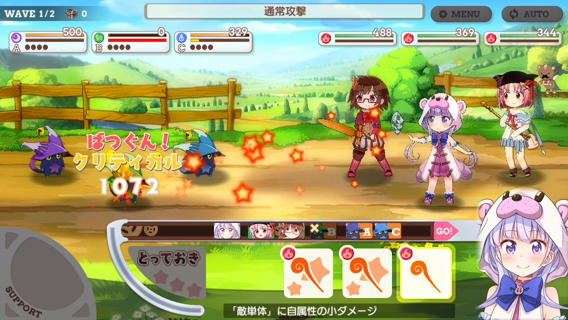 WAVE 1/2
通常攻撃
MENU
AUTO
500
0
329
488
369
344
A
B
C
ばつぐん!
クリティカル
1072
B
A
C
GO!
とっておき
SUPPORT
「敵単体」に自属性の小ダメージ